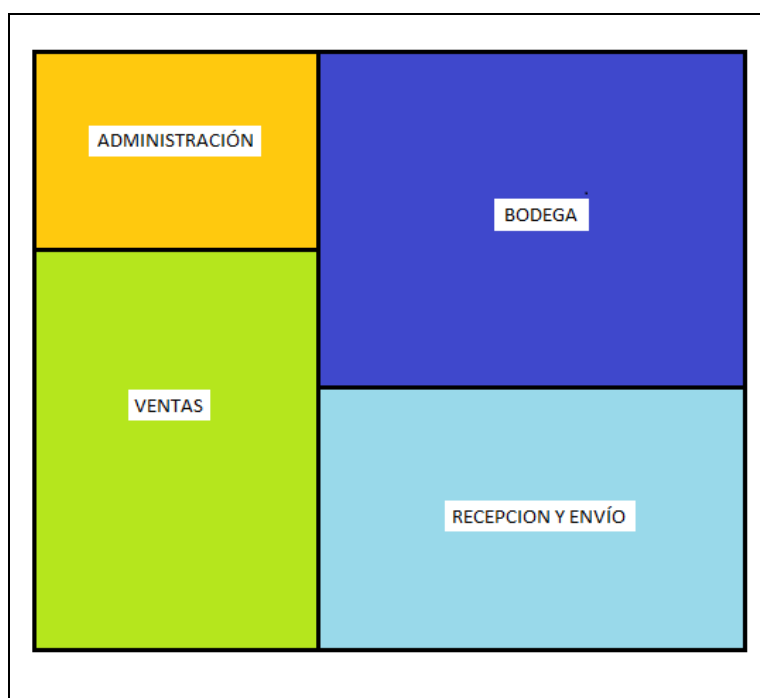 ADMINISTRACIÓN
BODEGA
VENTAS
RECEPCION Y ENVÍO